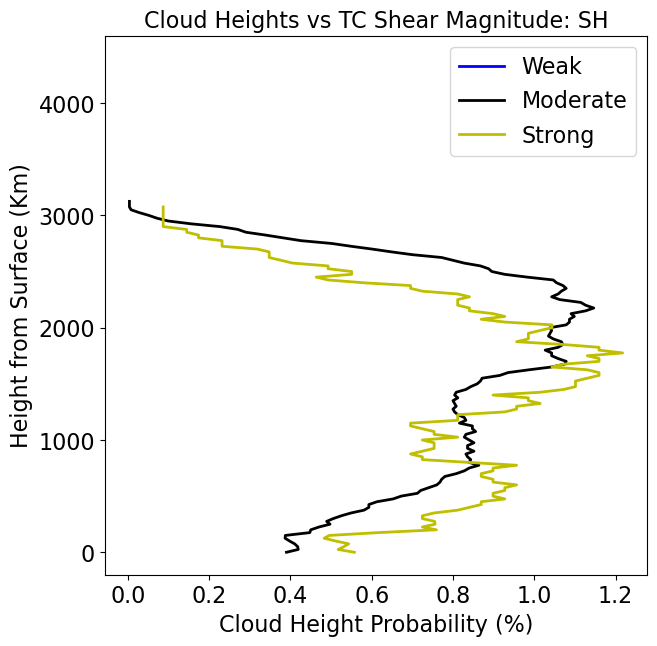 Cloud Heights vs TC Shear Magnitude: SH
Weak
Moderate
Strong
4000
3000
2000
1000
0
Height from Surface (Km)
0.0 0.2 0.4 0.6 0.8 1.0 1.2
Cloud Height Probability (%)